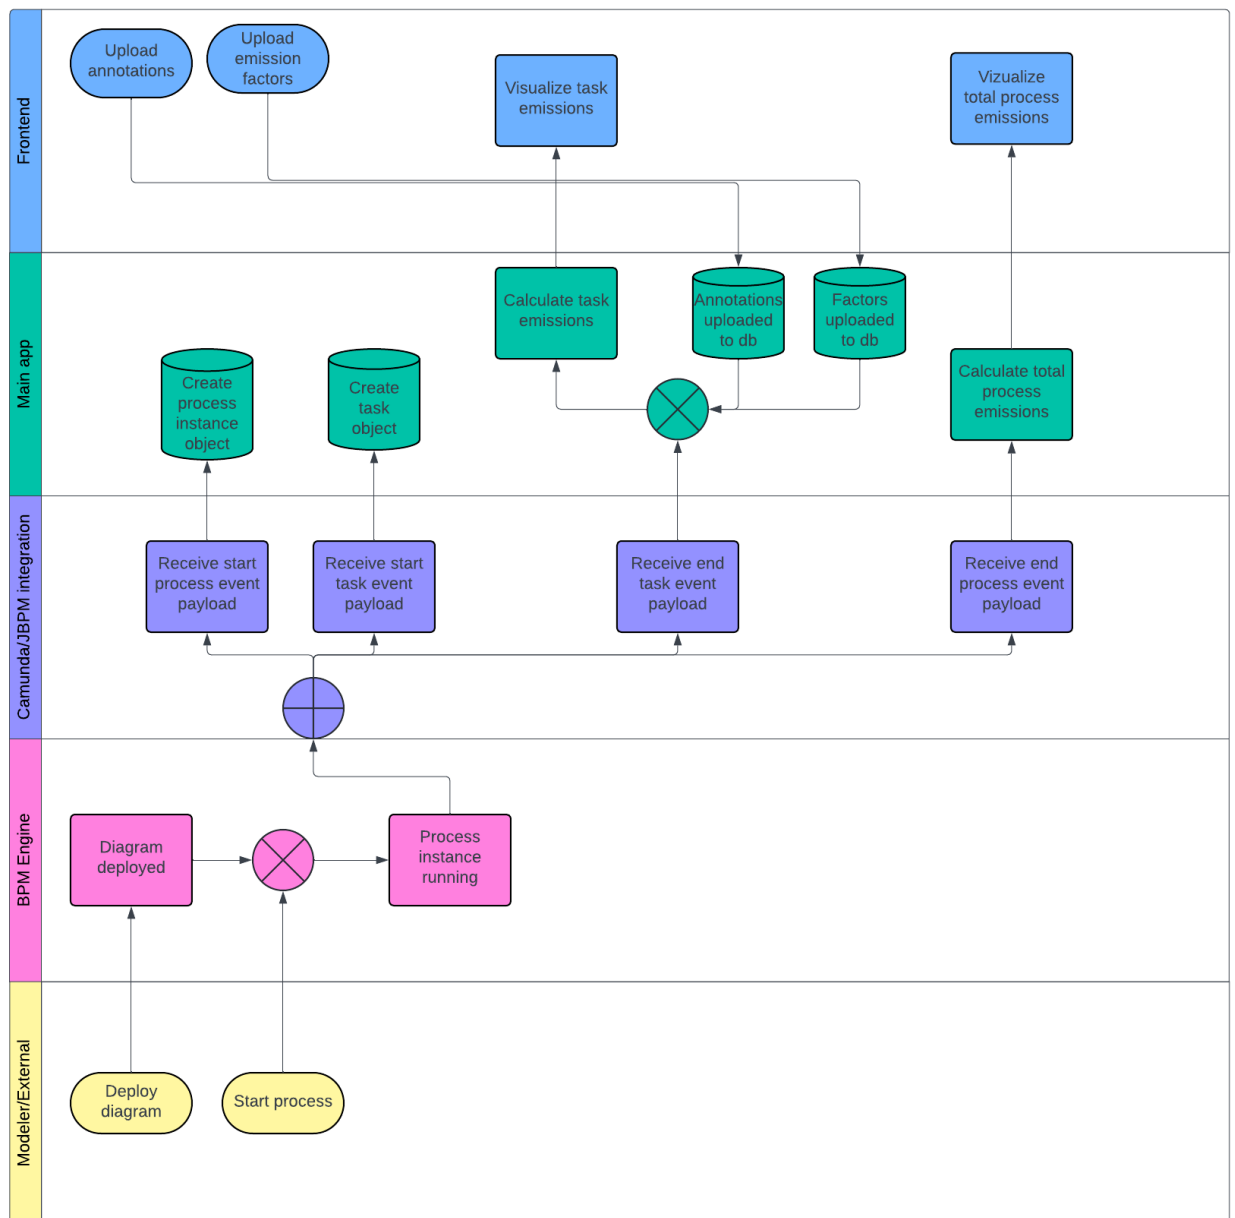 Frontend
Upload
annotations
Upload
emission
factors
Visualize task
emissions
Vizualize
total process
emissions
Main app
Calculate task
emissions
Annotations
uploaded
to db
Factors
uploaded
to db
Create
process
instance
object
Create
task
object
Calculate total
process
emissions
Camunda/JBPM integration
Receive start
process event
payload
Receive start
task event
payload
Receive end
task event
payload
Receive end
process event
payload
BPM Engine
Diagram
deployed
Process
instance
running
Modeler/External
Deploy
diagram
Start process